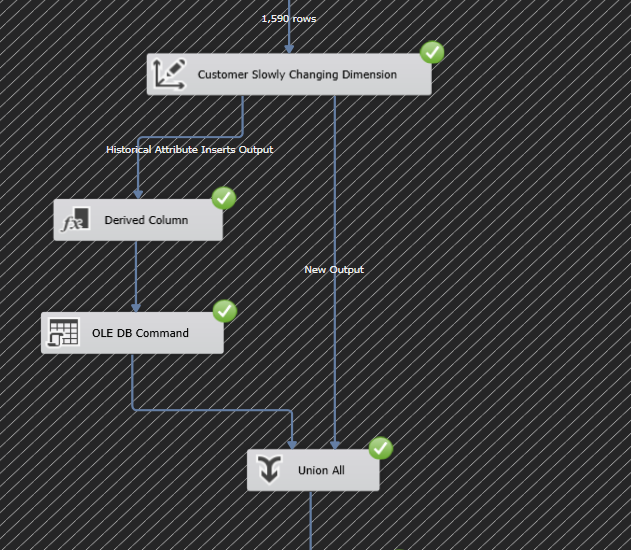 1,590 rows
Customer Slowly Changing Dimension
Historical Attribute Inserts Output
Derived Column
New Output
OLE DB Command
Union All